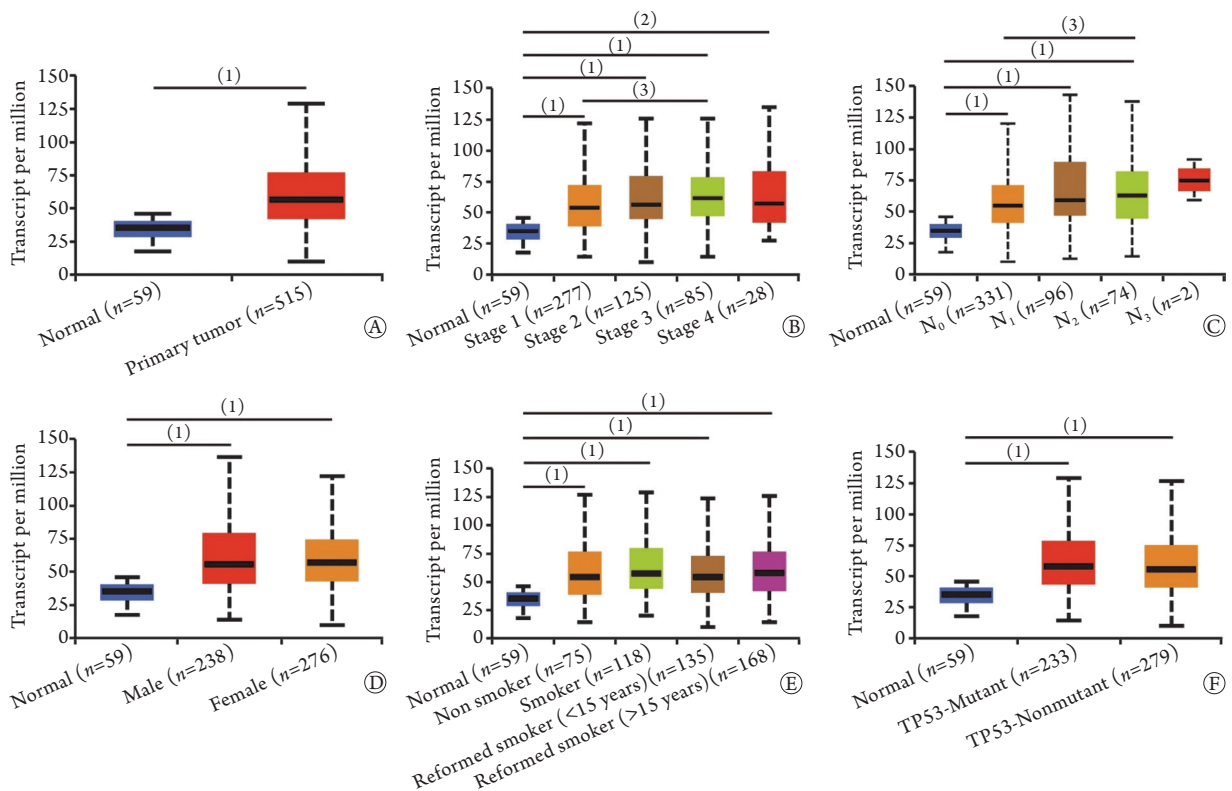 (1)
150
125
100
75
50
25
0
Transcript per million
Normal (n=59)
Primary tumor (n=515)
Ⓐ
(2)
(1)
(1)
(3)
(1)
150
125
100
75
50
25
0
Transcript per million
Normal (n=59)
Stage 1 (n=277)
Stage 2 (n=125)
Stage 3 (n=85)
Stage 4 (n=28)
Ⓑ
(3)
(1)
(1)
(1)
150
125
100
75
50
25
0
Transcript per million
Normal (n=59)
N₀ (n=331)
N₁ (n=96)
N₂ (n=74)
N₃ (n=2)
Ⓒ
(1)
(1)
150
125
100
75
50
25
0
Transcript per million
Normal (n=59)
Male (n=238)
Female (n=276)
Ⓓ
(1)
(1)
(1)
(1)
150
125
100
75
50
25
0
Transcript per million
Normal (n=59)
Non smoker (n=75)
Smoker (n=118)
Reformed smoker (<15 years) (n=135)
Reformed smoker (>15 years) (n=168)
Ⓔ
(1)
(1)
150
125
100
75
50
25
0
Transcript per million
Normal (n=59)
TP53-Mutant (n=233)
TP53-Nonmutant (n=279)
Ⓕ